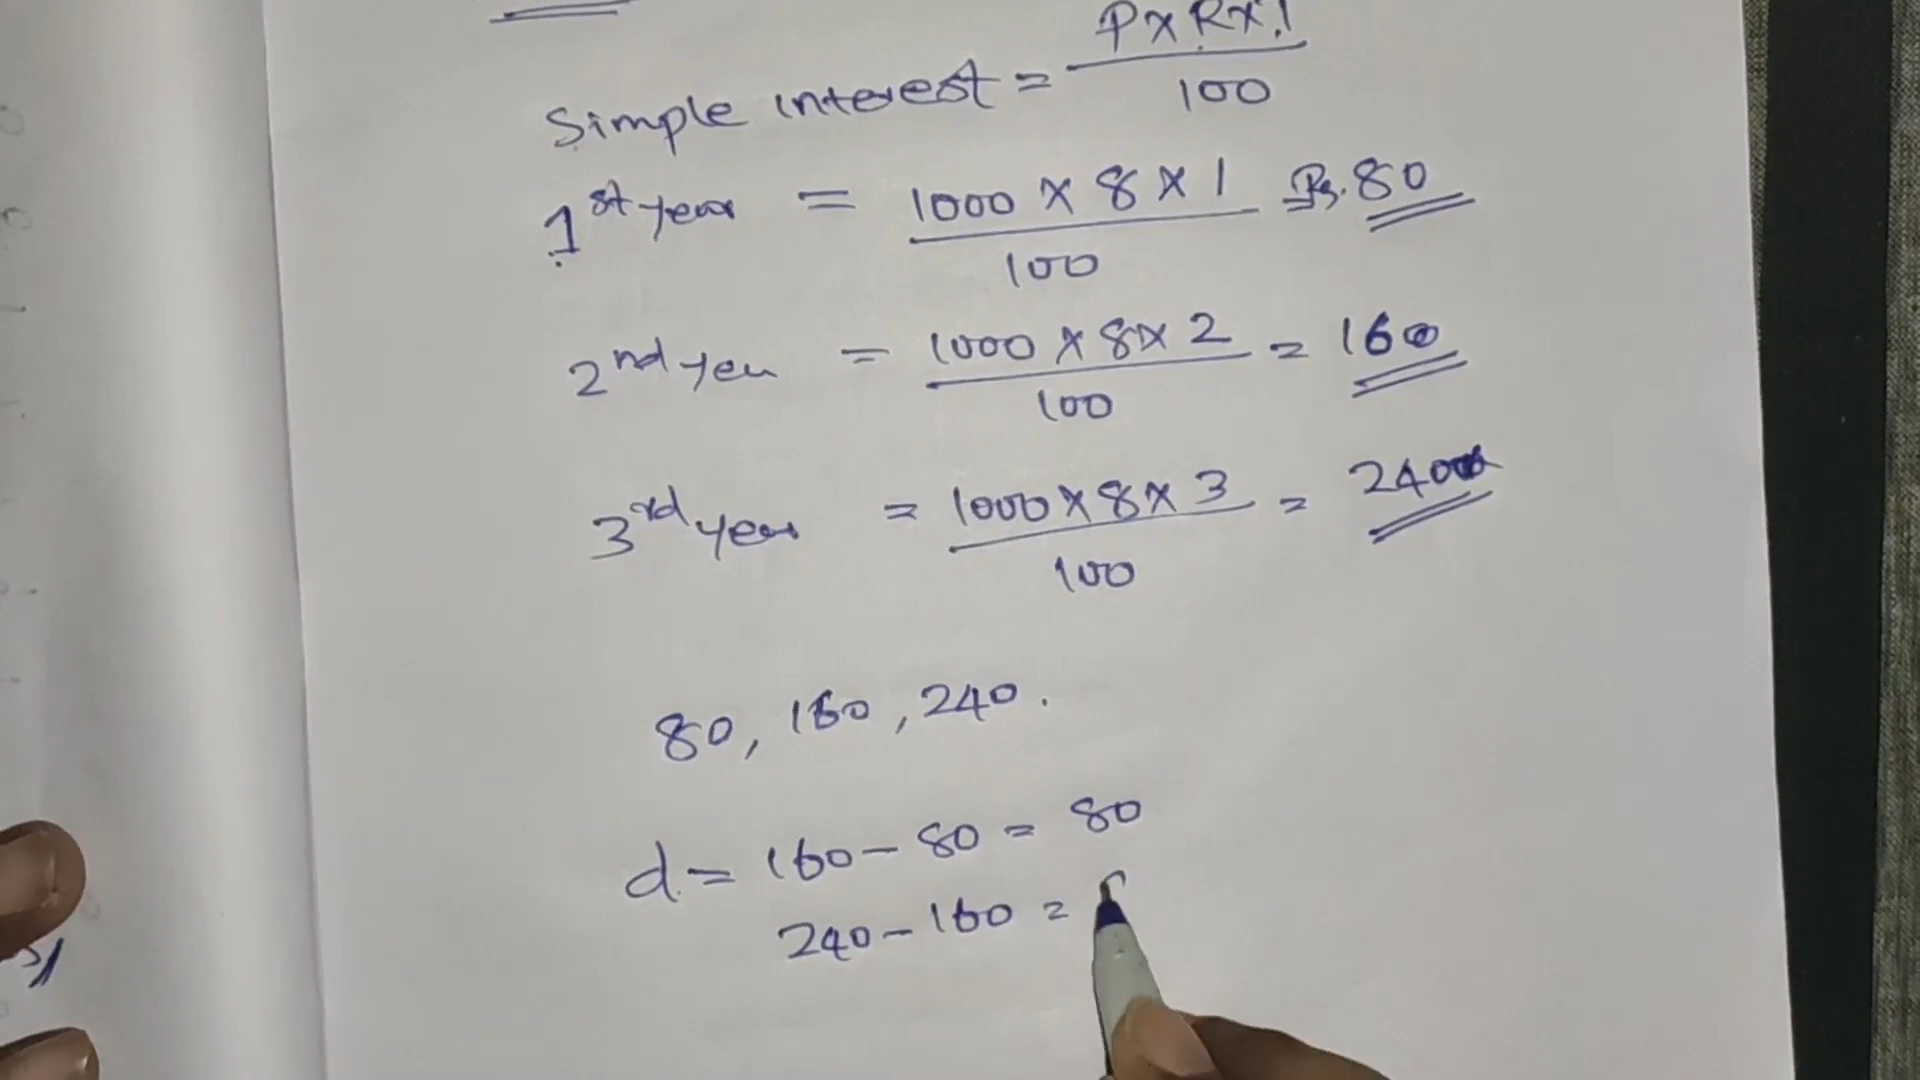 Simple interest = P x R x 1 / 100
1st year = 1000 x 8 x 1 / 100 Rs. 80
2nd year = 1000 x 8 x 2 / 100 = 160
3rd year = 1000 x 8 x 3 / 100 = 240
80, 160, 240.
d = 160 - 80 = 80
240 - 160 =